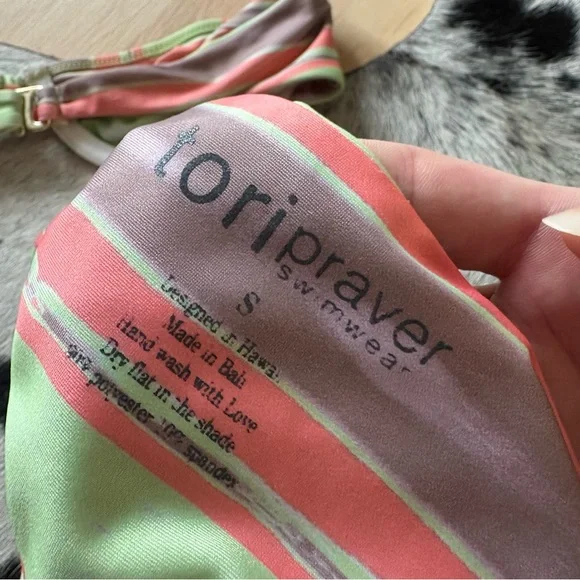 toripraver
swimwear
S
Designed in Hawaii
Made in Bali
Hand wash with Love
Dry flat in the shade
polyester spandex